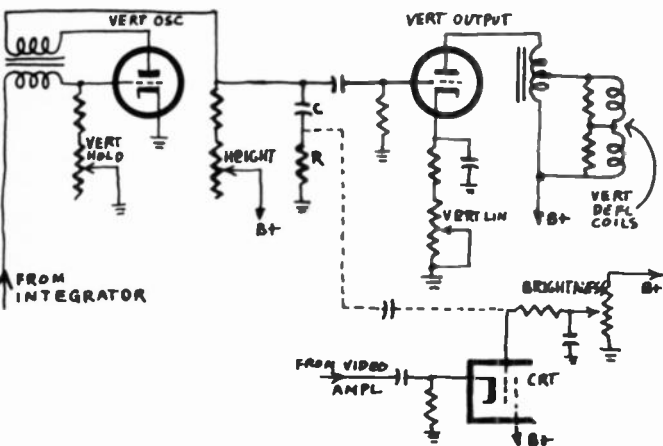 VERT OSC
VERT OUTPUT
C
VERT
HOLD
HEIGHT
R
B+
VERT LIN
B+
VERT
DEFL
COILS
FROM
INTEGRATOR
BRIGHTNESS
B+
FROM VIDEO
AMPL
CRT
B+